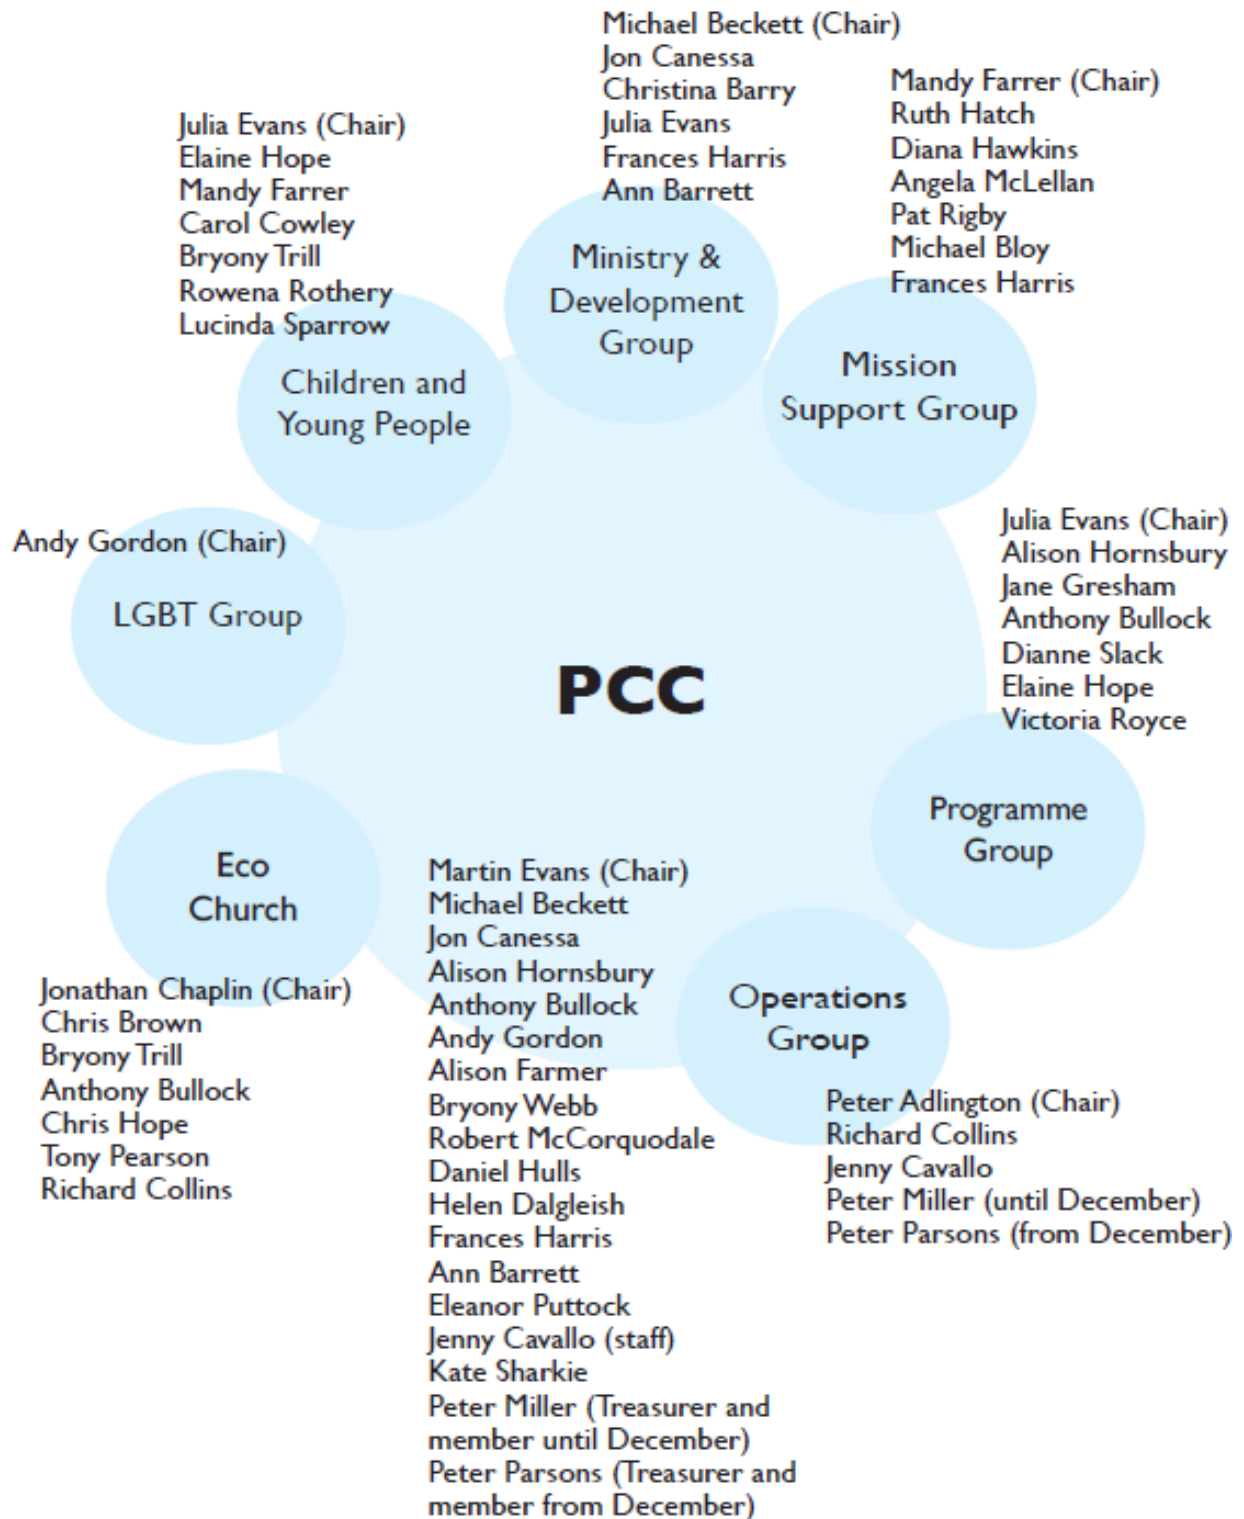 Michael Beckett (Chair)
Jon Canessa
Christina Barry
Julia Evans
Frances Harris
Ann Barrett
Ministry &
Development
Group
Mandy Farrer (Chair)
Ruth Hatch
Diana Hawkins
Angela McLellan
Pat Rigby
Michael Bloy
Frances Harris
Mission
Support Group
Julia Evans (Chair)
Elaine Hope
Mandy Farrer
Carol Cowley
Bryony Trill
Rowena Rothery
Lucinda Sparrow
Children and
Young People
Andy Gordon (Chair)
LGBT Group
PCC
Julia Evans (Chair)
Alison Hornsbury
Jane Gresham
Anthony Bullock
Dianne Slack
Elaine Hope
Victoria Royce
Programme
Group
Eco
Church
Jonathan Chaplin (Chair)
Chris Brown
Bryony Trill
Anthony Bullock
Chris Hope
Tony Pearson
Richard Collins
Martin Evans (Chair)
Michael Beckett
Jon Canessa
Alison Hornsbury
Anthony Bullock
Andy Gordon
Alison Farmer
Bryony Webb
Robert McCorquodale
Daniel Hulls
Helen Dalgleish
Frances Harris
Ann Barrett
Eleanor Puttock
Jenny Cavallo (staff)
Kate Sharkie
Peter Miller (Treasurer and
member until December)
Peter Parsons (Treasurer and
member from December)
Operations
Group
Peter Adlington (Chair)
Richard Collins
Jenny Cavallo
Peter Miller (until December)
Peter Parsons (from December)